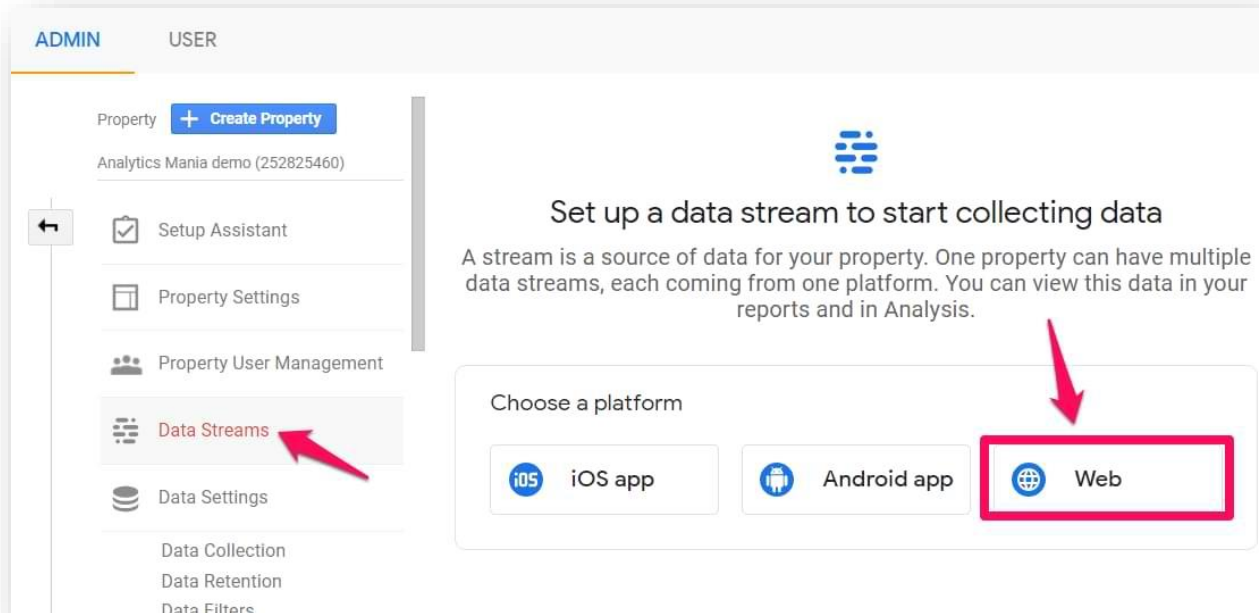 ADMIN USER
Property + Create Property
Analytics Mania demo (252825460)
Setup Assistant
Property Settings
Property User Management
Data Streams
Data Settings
Data Collection
Data Retention
Data Filters
Set up a data stream to start collecting data
A stream is a source of data for your property. One property can have multiple
data streams, each coming from one platform. You can view this data in your
reports and in Analysis.
Choose a platform
iOS iOS app Android app Web